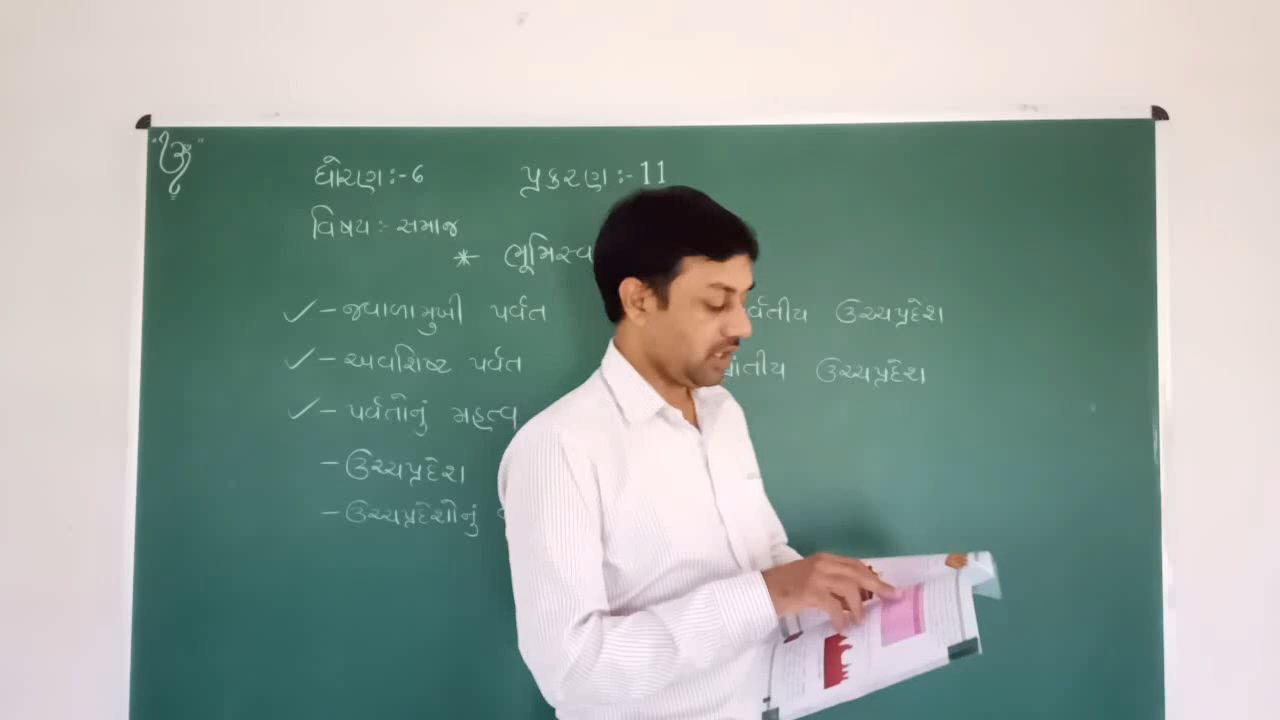 ૐ
ધોરણ:-6 પ્રકરણ:-11
વિષય:- સમાજ
* ભૂમિસ્વ
✓ - જ્વાળામુખી પર્વત ર્વતીય ઉચ્ચપ્રદેશ
✓ - અવશિષ્ટ પર્વત ાંતીય ઉચ્ચપ્રદેશ
✓ - પર્વતોનું મહત્વ
- ઉચ્ચપ્રદેશ
- ઉચ્ચપ્રદેશોનું